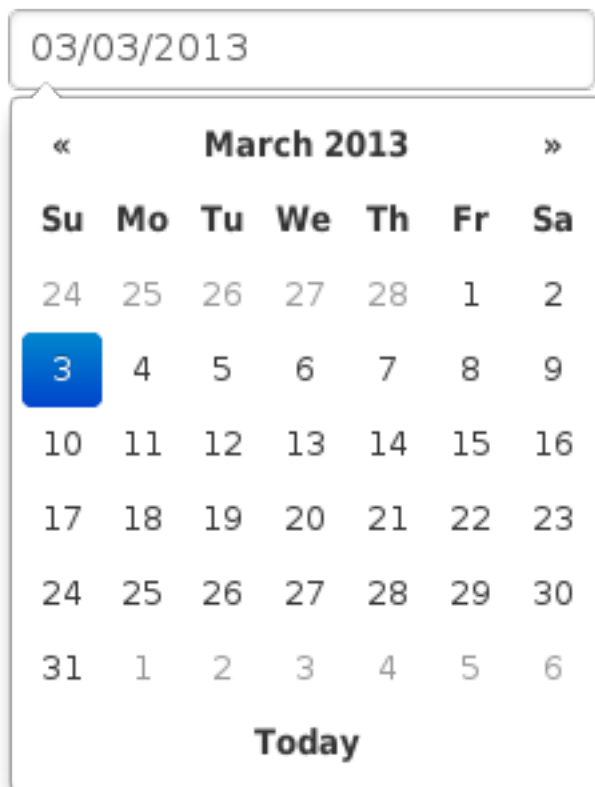 03/03/2013
« March 2013 »
Su Mo Tu We Th Fr Sa
24 25 26 27 28 1 2
3 4 5 6 7 8 9
10 11 12 13 14 15 16
17 18 19 20 21 22 23
24 25 26 27 28 29 30
31 1 2 3 4 5 6
Today